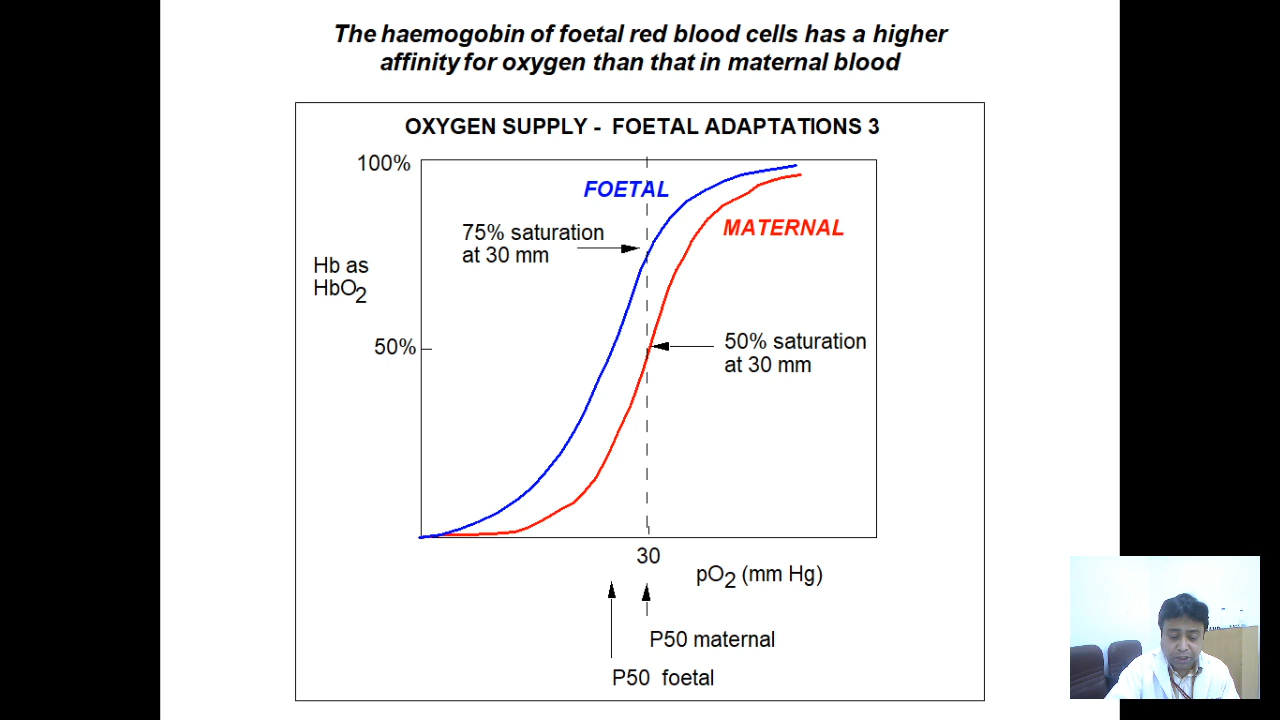 The haemogobin of foetal red blood cells has a higher
affinity for oxygen than that in maternal blood
OXYGEN SUPPLY - FOETAL ADAPTATIONS 3
100%
FOETAL
75% saturation
at 30 mm
MATERNAL
Hb as
HbO2
50%
50% saturation
at 30 mm
30
pO2 (mm Hg)
P50 maternal
P50 foetal